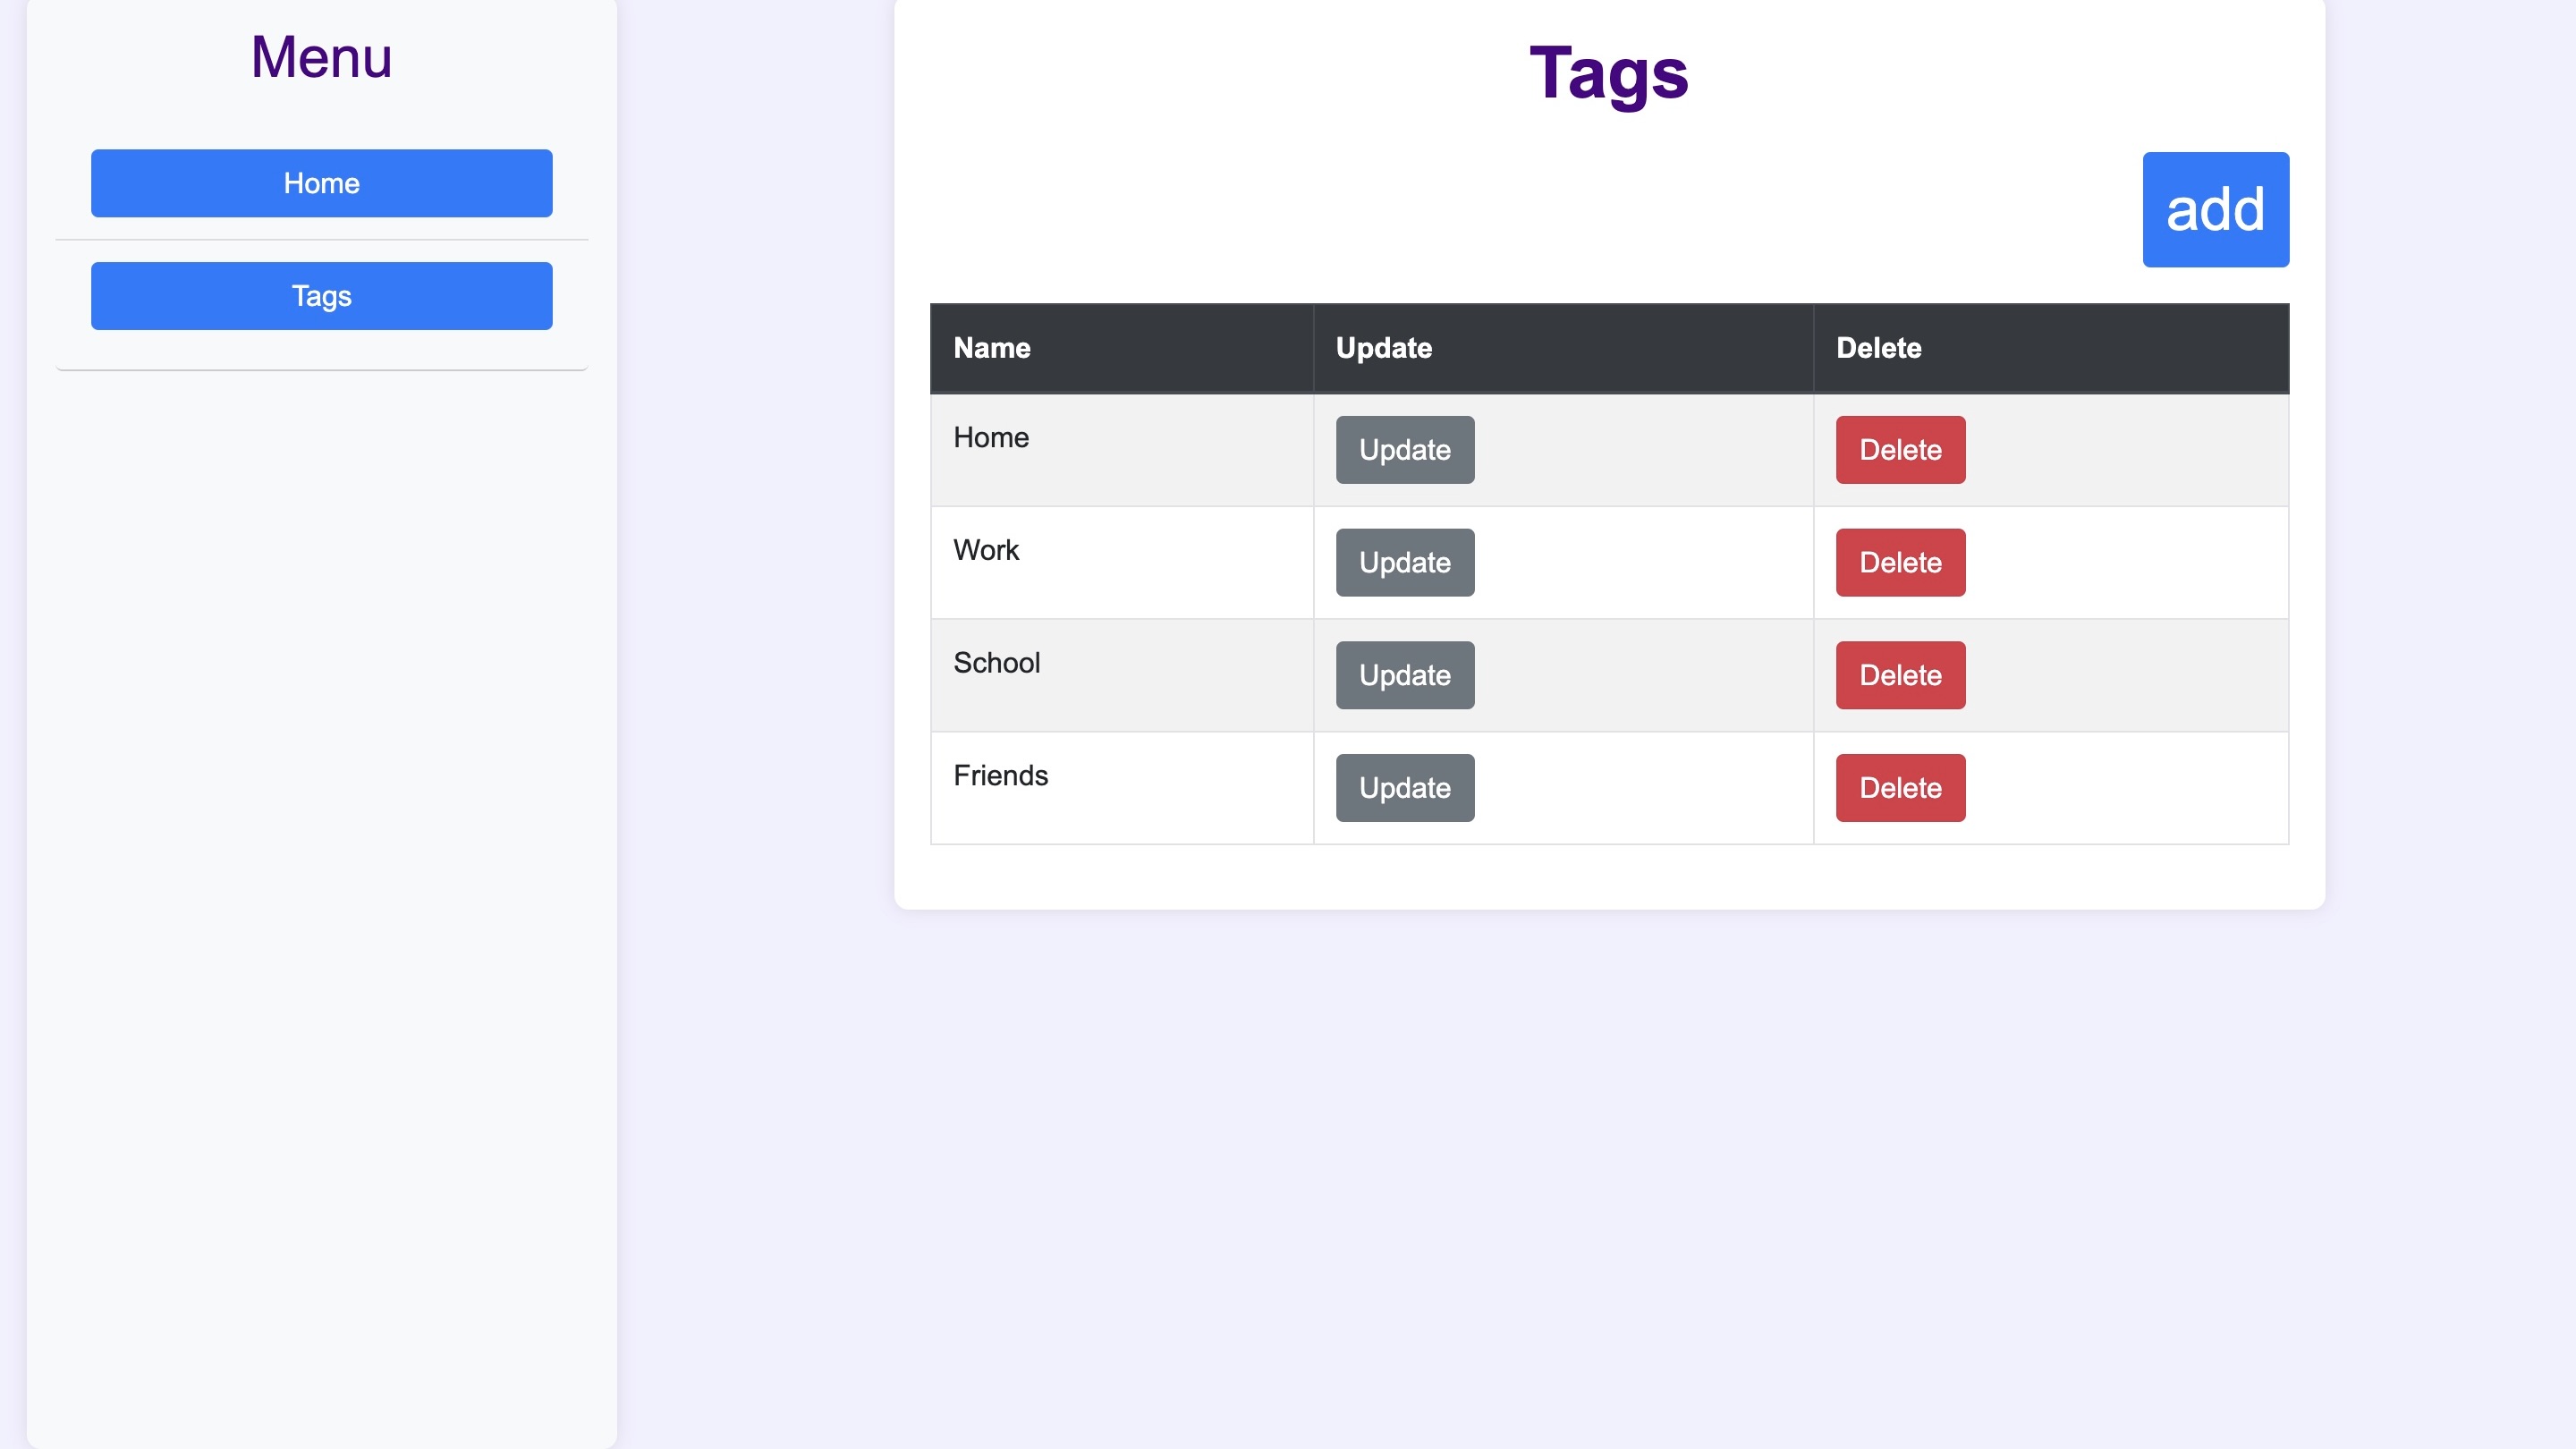 Menu
Home
Tags
Tags
add
Name Update Delete
Home Update Delete
Work Update Delete
School Update Delete
Friends Update Delete